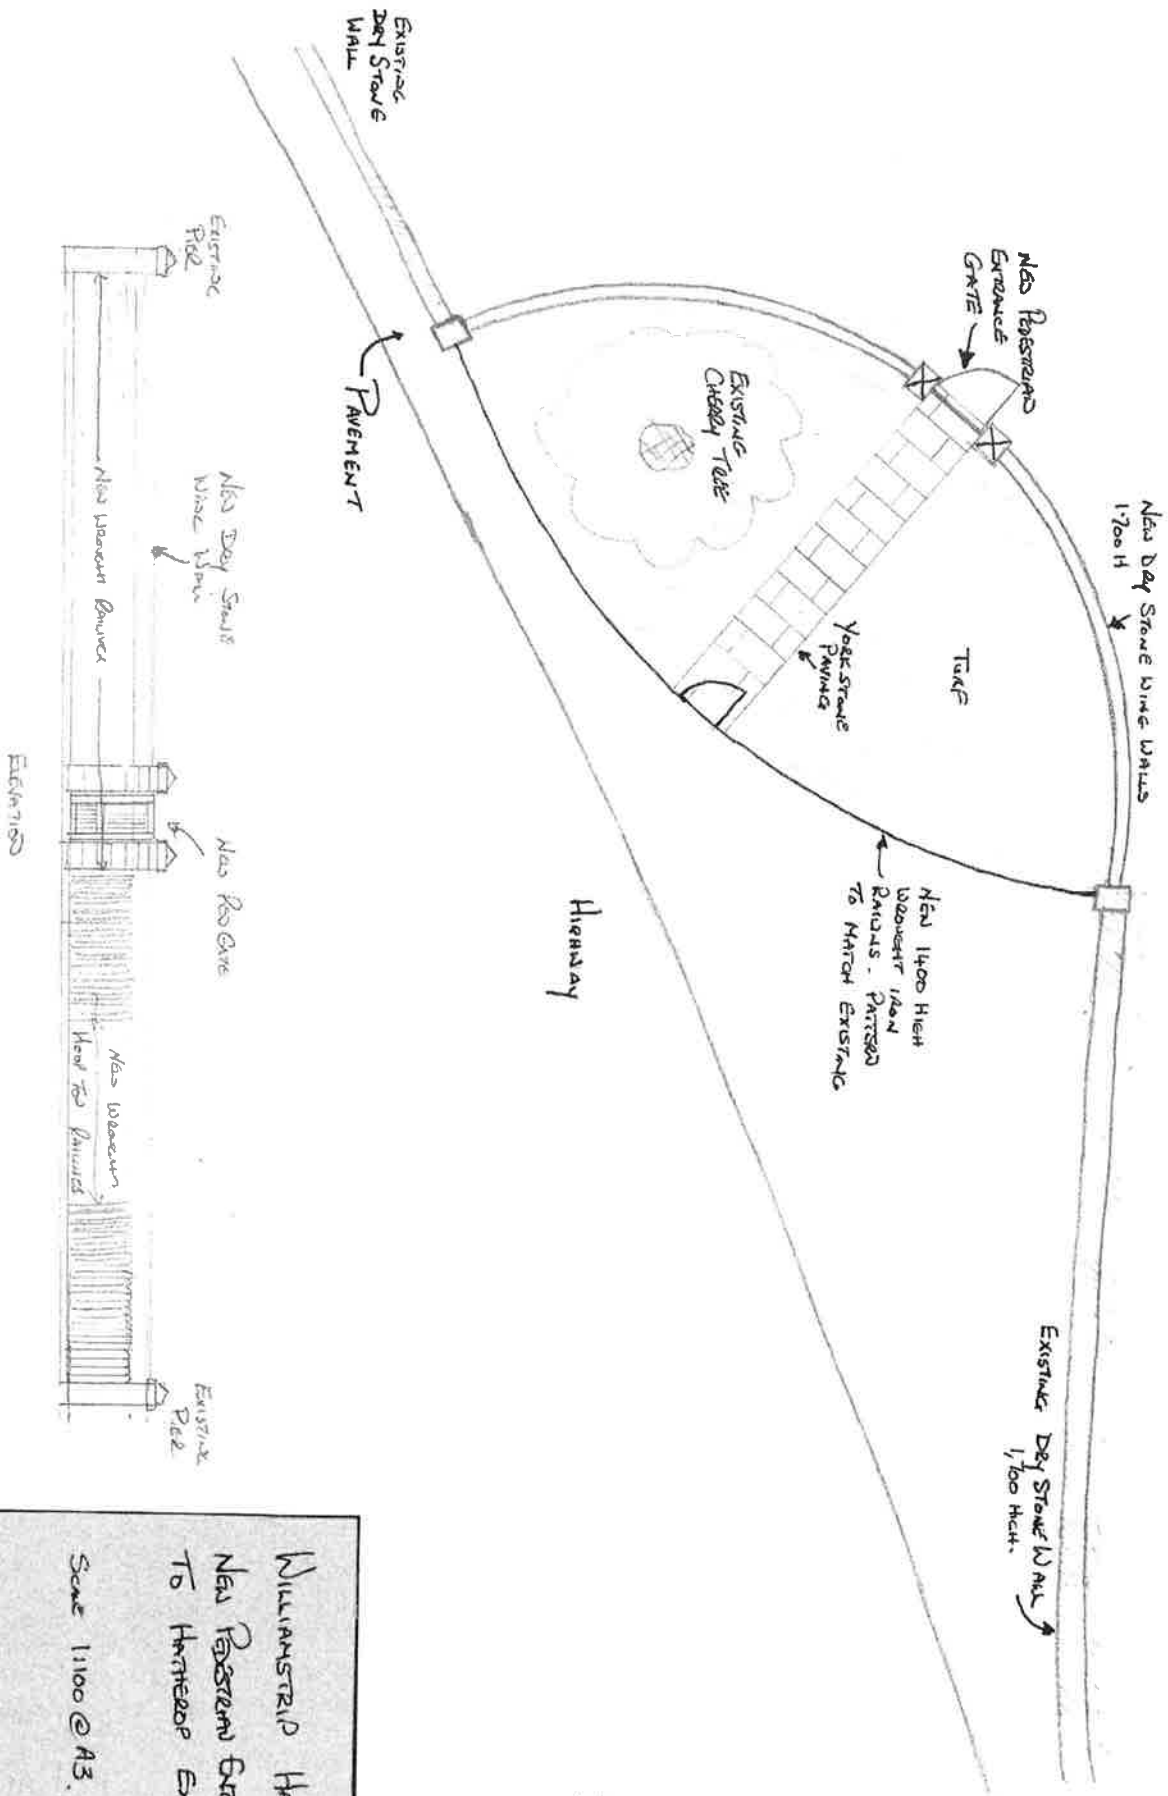 EXISTING
DRY STONE
WALL
NEW PEDESTRIAN
ENTRANCE
GATE
NEW DRY STONE WING WALLS
1.700 H
EXISTING
CHERRY TREE
TURF
YORKSTONE
PAVING
PAVEMENT
NEW 1400 HIGH
WROUGHT IRON
RAILINGS - PATTERN
TO MATCH EXISTING
EXISTING DRY STONE WALL
1,700 HIGH.
HIGHWAY
EXISTING
PIER
NEW DRY STONE
WING WALL
NEW PED GATE
EXISTING
PIER
NEW WROUGHT
NEW WROUGHT
HOOP TOP RAILINGS
ELEVATION
WILLIAMSTRIP
NEW PEDESTRIAN
TO HATHEROP
SCALE 1:100 @ A3.